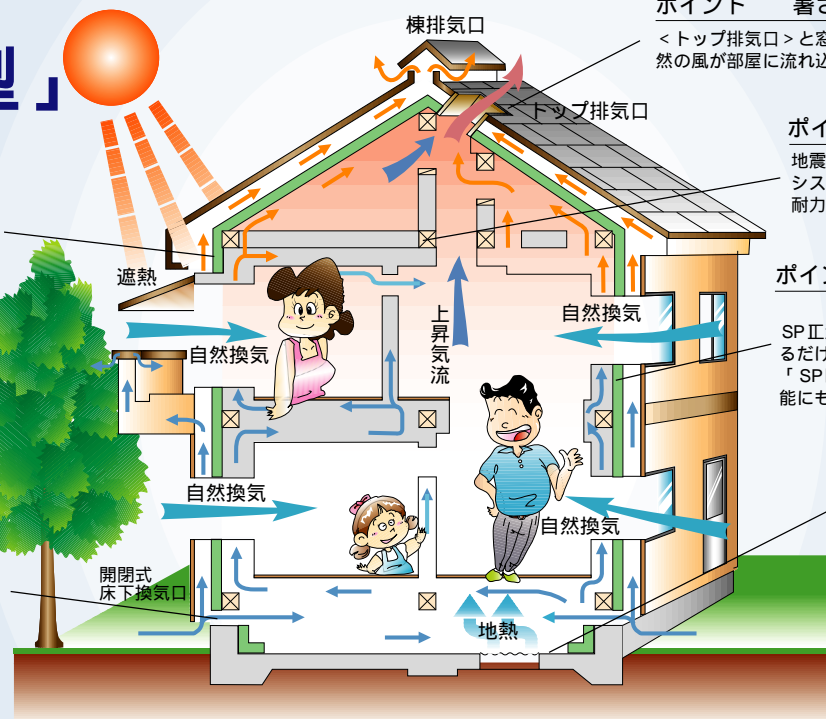 型」
棟排気口
ポイント 暑さ
＜トップ排気口＞と窓
然の風が部屋に流れ込
トップ排気口
ポイ
地震
シス
耐力
遮熱
ポイン
自然換気
自然換気
上昇気流
SPⅡ
るだけ
「SP
能にも
自然換気
自然換気
開閉式
床下換気口
地熱